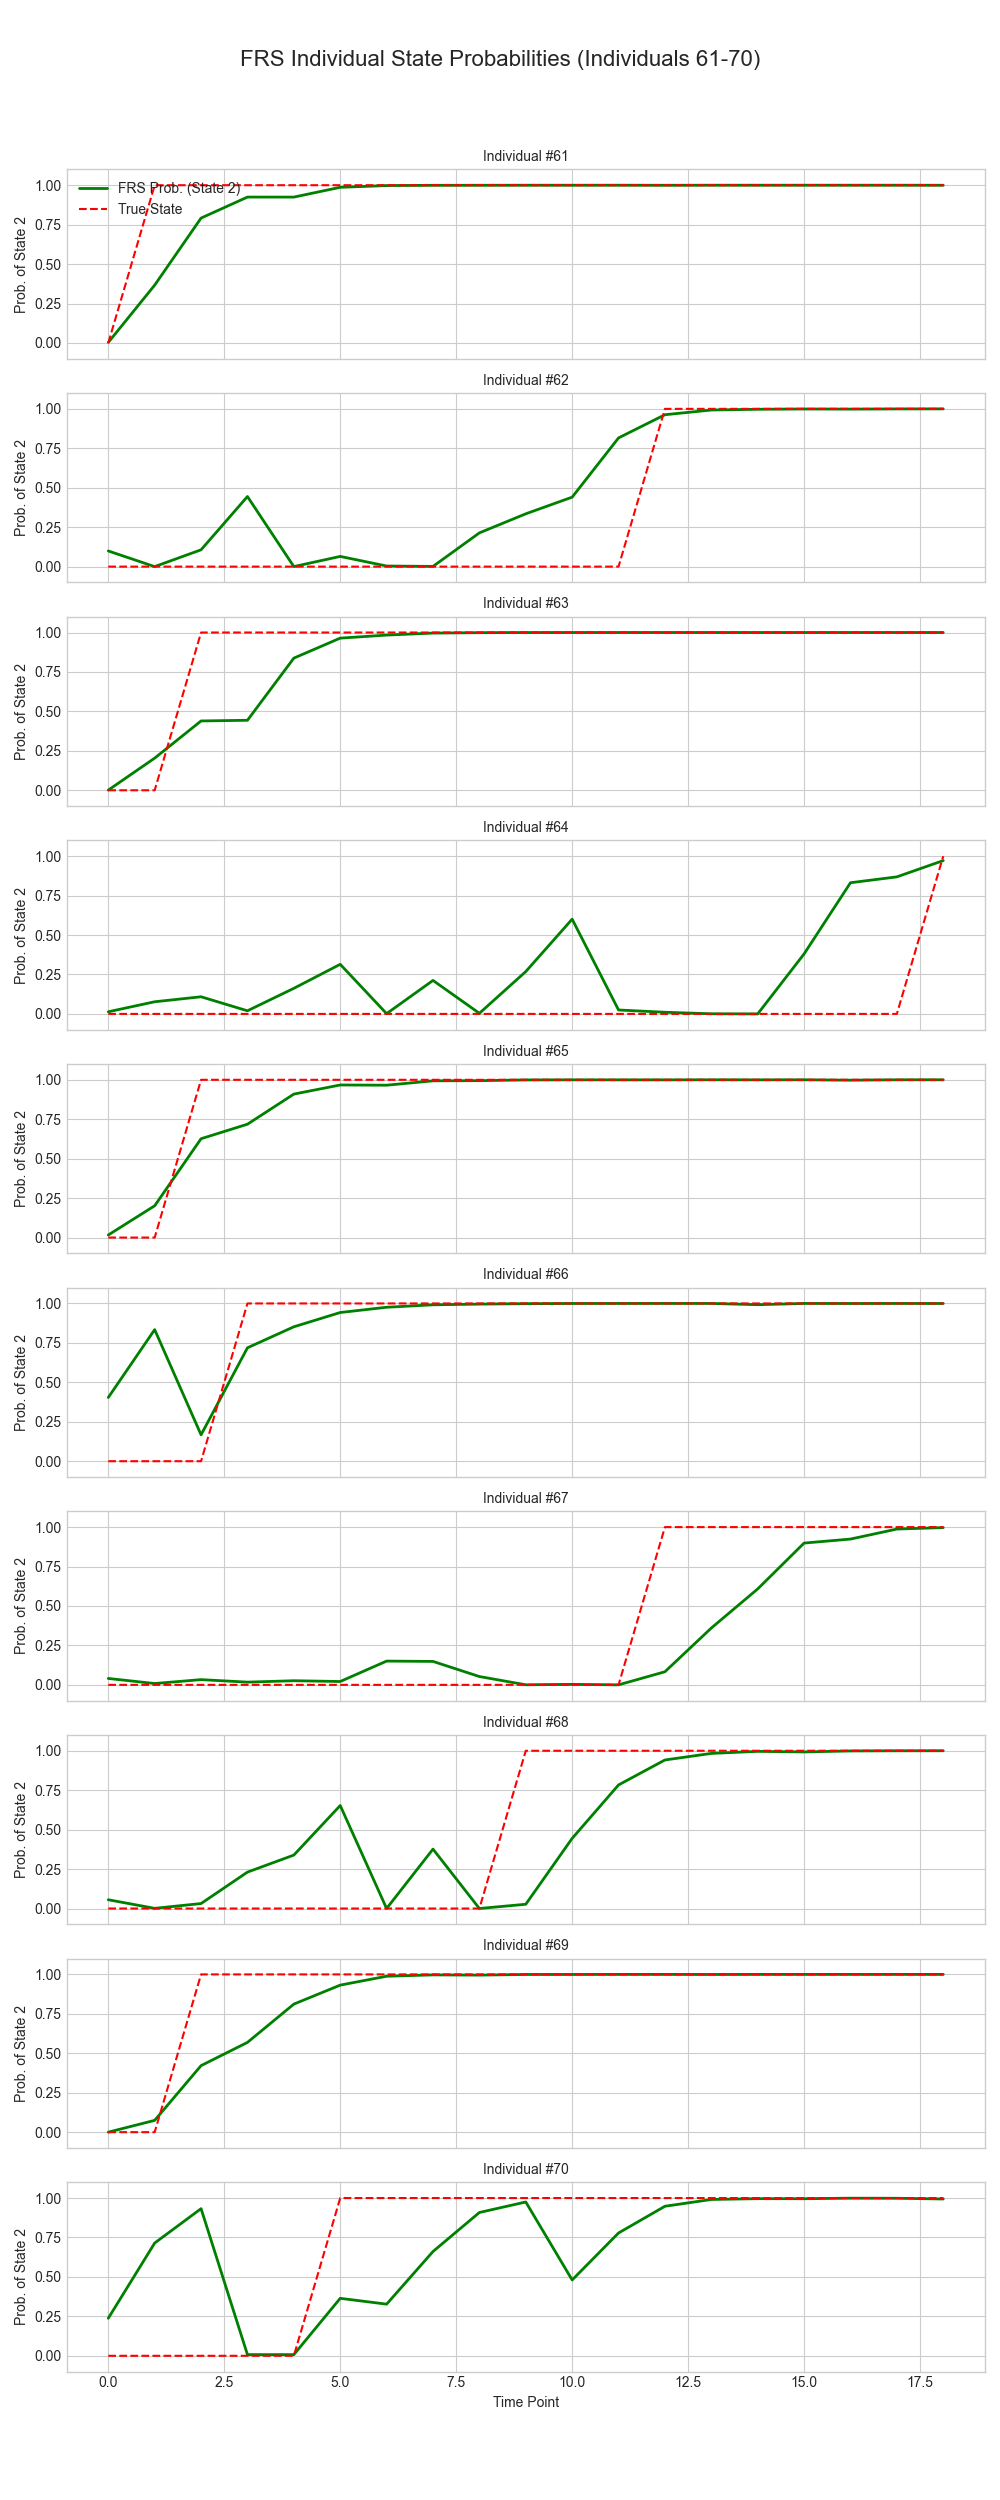 FRS Individual State Probabilities (Individuals 61-70)
Individual #61
FRS Prob. (State 2)
True State
1.00
0.75
0.50
0.25
0.00
Prob. of State 2
Individual #62
1.00
0.75
0.50
0.25
0.00
Prob. of State 2
Individual #63
1.00
0.75
0.50
0.25
0.00
Prob. of State 2
Individual #64
1.00
0.75
0.50
0.25
0.00
Prob. of State 2
Individual #65
1.00
0.75
0.50
0.25
0.00
Prob. of State 2
Individual #66
1.00
0.75
0.50
0.25
0.00
Prob. of State 2
Individual #67
1.00
0.75
0.50
0.25
0.00
Prob. of State 2
Individual #68
1.00
0.75
0.50
0.25
0.00
Prob. of State 2
Individual #69
1.00
0.75
0.50
0.25
0.00
Prob. of State 2
Individual #70
1.00
0.75
0.50
0.25
0.00
Prob. of State 2
0.0 2.5 5.0 7.5 10.0 12.5 15.0 17.5
Time Point